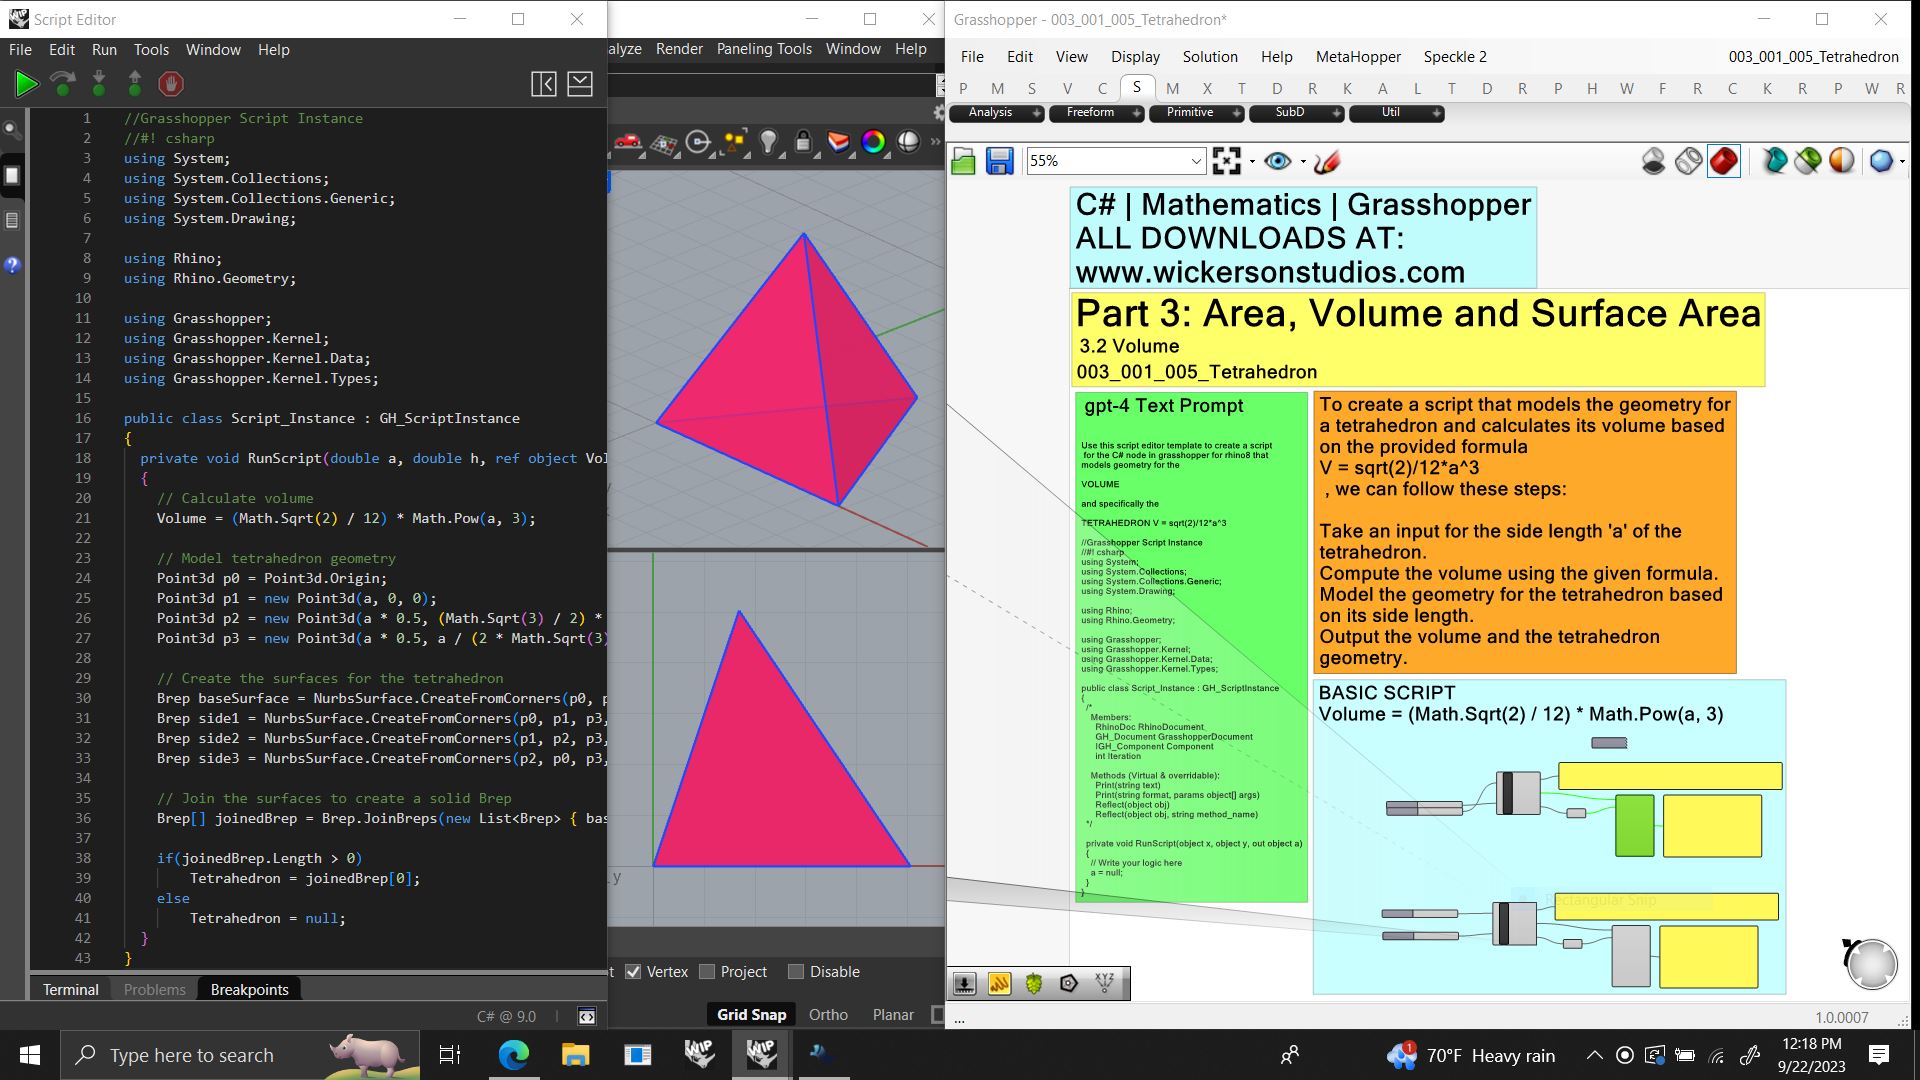 Script Editor
File Edit Run Tools Window Help
1 //Grasshopper Script Instance
2 //#! csharp
3 using System;
4 using System.Collections;
5 using System.Collections.Generic;
6 using System.Drawing;
7
8 using Rhino;
9 using Rhino.Geometry;
10
11 using Grasshopper;
12 using Grasshopper.Kernel;
13 using Grasshopper.Kernel.Data;
14 using Grasshopper.Kernel.Types;
15
16 public class Script_Instance : GH_ScriptInstance
17 {
18 private void RunScript(double a, double h, ref object Vol
19 {
20 // Calculate volume
21 Volume = (Math.Sqrt(2) / 12) * Math.Pow(a, 3);
22
23 // Model tetrahedron geometry
24 Point3d p0 = Point3d.Origin;
25 Point3d p1 = new Point3d(a, 0, 0);
26 Point3d p2 = new Point3d(a * 0.5, (Math.Sqrt(3) / 2) *
27 Point3d p3 = new Point3d(a * 0.5, a / (2 * Math.Sqrt(3)
28
29 // Create the surfaces for the tetrahedron
30 Brep baseSurface = NurbsSurface.CreateFromCorners(p0, p
31 Brep side1 = NurbsSurface.CreateFromCorners(p0, p1, p3,
32 Brep side2 = NurbsSurface.CreateFromCorners(p1, p2, p3,
33 Brep side3 = NurbsSurface.CreateFromCorners(p2, p0, p3,
34
35 // Join the surfaces to create a solid Brep
36 Brep[] joinedBrep = Brep.JoinBreps(new List<Brep> { bas
37
38 if(joinedBrep.Length > 0)
39 Tetrahedron = joinedBrep[0];
40 else
41 Tetrahedron = null;
42 }
43 }
Terminal Problems Breakpoints
C# @ 9.0
alyze Render Paneling Tools Window Help
y
t Vertex Project Disable
Grid Snap Ortho Planar
Grasshopper - 003_001_005_Tetrahedron*
File Edit View Display Solution Help MetaHopper Speckle 2 003_001_005_Tetrahedron
P M S V C S M X T D R K A L T D R P H W F R C K R P W R
Analysis Freeform Primitive SubD Util
55%
C# | Mathematics | Grasshopper
ALL DOWNLOADS AT:
www.wickersonstudios.com
Part 3: Area, Volume and Surface Area
3.2 Volume
003_001_005_Tetrahedron
gpt-4 Text Prompt
Use this script editor template to create a script
for the C# node in grasshopper for rhino8 that
models geometry for the
VOLUME
and specifically the
TETRAHEDRON V = sqrt(2)/12*a^3
//Grasshopper Script Instance
//#! csharp
using System;
using System.Collections;
using System.Collections.Generic;
using System.Drawing;
using Rhino;
using Rhino.Geometry;
using Grasshopper;
using Grasshopper.Kernel;
using Grasshopper.Kernel.Data;
using Grasshopper.Kernel.Types;
public class Script_Instance : GH_ScriptInstance
{
/*
Members:
RhinoDoc RhinoDocument
GH_Document GrasshopperDocument
IGH_Component Component
int Iteration
Methods (Virtual & overridable):
Print(string text)
Print(string format, params object[] args)
Reflect(object obj)
Reflect(object obj, string method_name)
*/
private void RunScript(object x, object y, out object a)
{
// Write your logic here
a = null;
}
}
To create a script that models the geometry for
a tetrahedron and calculates its volume based
on the provided formula
V = sqrt(2)/12*a^3
, we can follow these steps:
Take an input for the side length 'a' of the
tetrahedron.
Compute the volume using the given formula.
Model the geometry for the tetrahedron based
on its side length.
Output the volume and the tetrahedron
geometry.
BASIC SCRIPT
Volume = (Math.Sqrt(2) / 12) * Math.Pow(a, 3)
Rectangular Snip
XYZ
... 1.0.0007
Type here to search
WIP
WIP
1
70°F Heavy rain
12:18 PM
9/22/2023